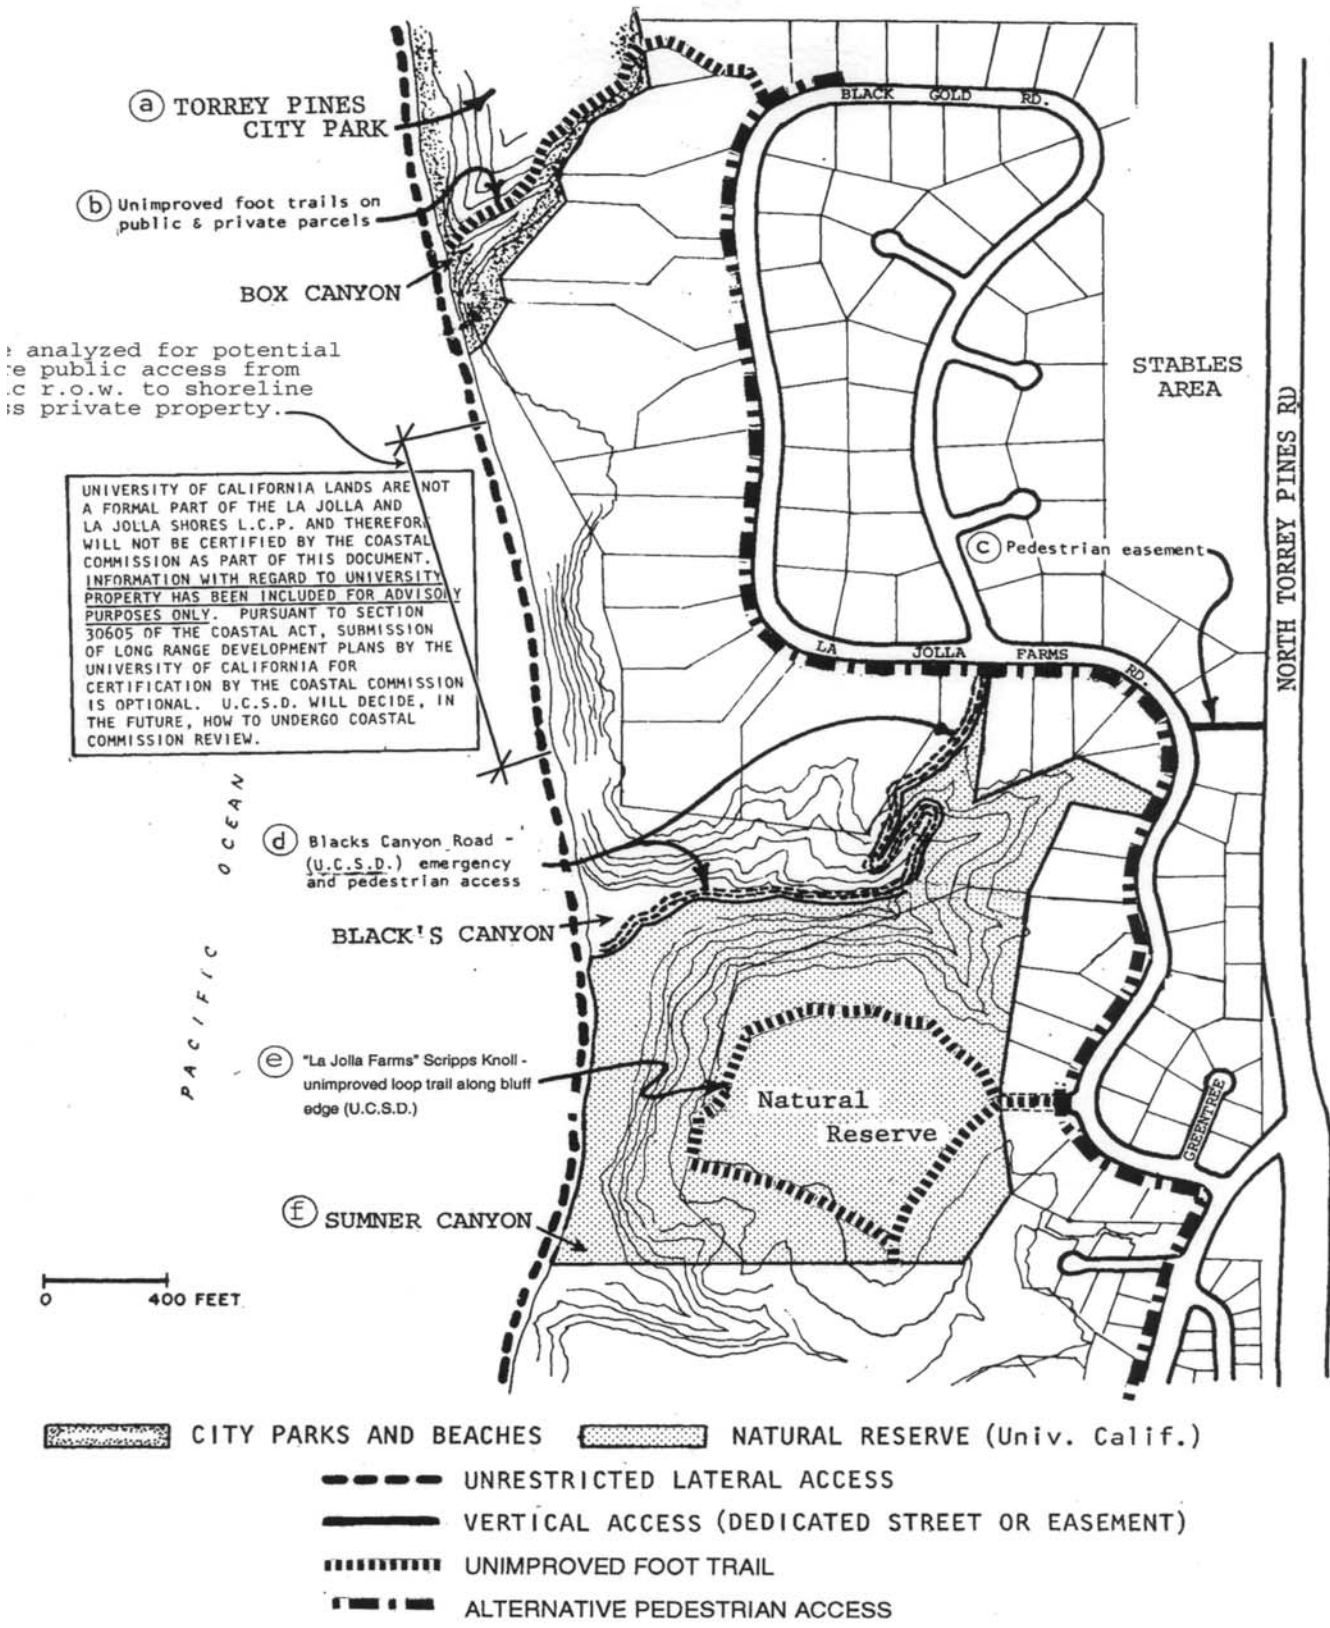 BLACK GOLD RD.
(a) TORREY PINES
CITY PARK
(b) Unimproved foot trails on
public & private parcels
BOX CANYON
analyzed for potential
public access from
r.o.w. to shoreline
private property.
STABLES
AREA
NORTH TORREY PINES RD
UNIVERSITY OF CALIFORNIA LANDS ARE NOT
A FORMAL PART OF THE LA JOLLA AND
LA JOLLA SHORES L.C.P. AND THEREFORE
WILL NOT BE CERTIFIED BY THE COASTAL
COMMISSION AS PART OF THIS DOCUMENT.
INFORMATION WITH REGARD TO UNIVERSITY
PROPERTY HAS BEEN INCLUDED FOR ADVISORY
PURPOSES ONLY. PURSUANT TO SECTION
30605 OF THE COASTAL ACT, SUBMISSION
OF LONG RANGE DEVELOPMENT PLANS BY THE
UNIVERSITY OF CALIFORNIA FOR
CERTIFICATION BY THE COASTAL COMMISSION
IS OPTIONAL. U.C.S.D. WILL DECIDE, IN
THE FUTURE, HOW TO UNDERGO COASTAL
COMMISSION REVIEW.
(c) Pedestrian easement
LA JOLLA FARMS RD.
PACIFIC OCEAN
(d) Blacks Canyon Road -
(U.C.S.D.) emergency
and pedestrian access
BLACK'S CANYON
(e) "La Jolla Farms" Scripps Knoll -
unimproved loop trail along bluff
edge (U.C.S.D.)
Natural
Reserve
GREENTREE
(f) SUMNER CANYON
0 400 FEET
CITY PARKS AND BEACHES NATURAL RESERVE (Univ. Calif.)
UNRESTRICTED LATERAL ACCESS
VERTICAL ACCESS (DEDICATED STREET OR EASEMENT)
UNIMPROVED FOOT TRAIL
ALTERNATIVE PEDESTRIAN ACCESS